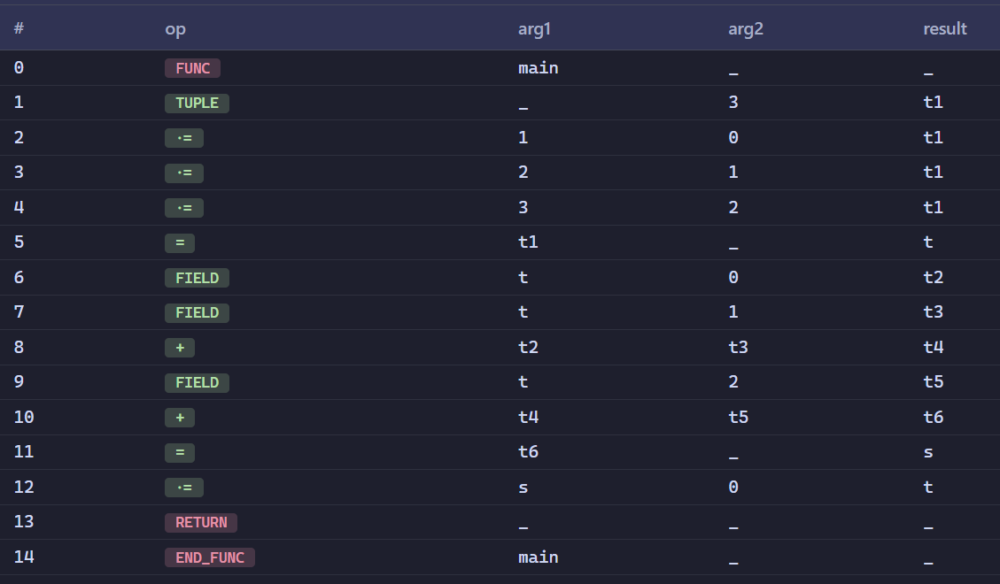 # op arg1 arg2 result
0 FUNC main _ _
1 TUPLE _ 3 t1
2 ·= 1 0 t1
3 ·= 2 1 t1
4 ·= 3 2 t1
5 = t1 _ t
6 FIELD t 0 t2
7 FIELD t 1 t3
8 + t2 t3 t4
9 FIELD t 2 t5
10 + t4 t5 t6
11 = t6 _ s
12 ·= s 0 t
13 RETURN _ _ _
14 END_FUNC main _ _